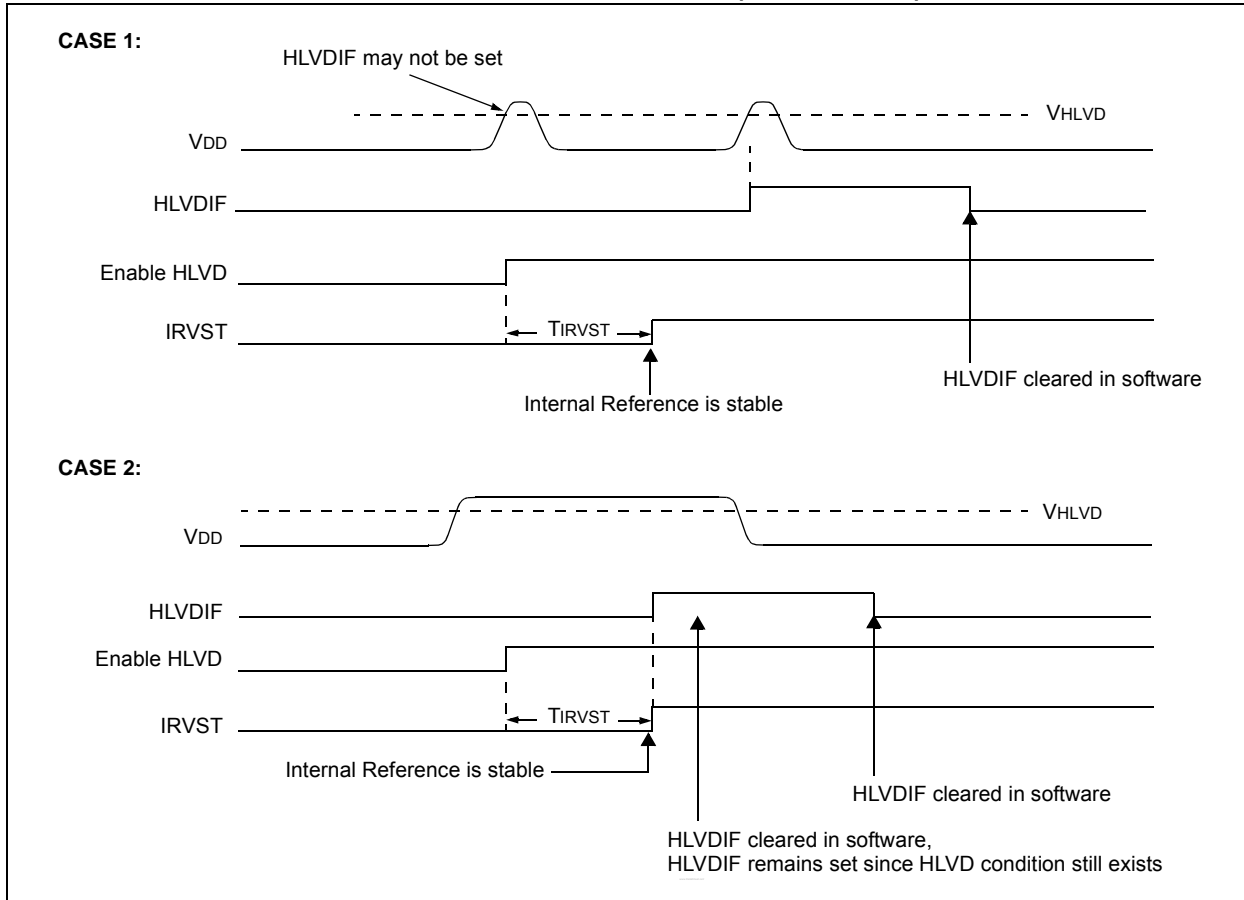 CASE 1:
HLVDIF may not be set
VHLVD
VDD
HLVDIF
Enable HLVD
IRVST
TIRVST
HLVDIF cleared in software
Internal Reference is stable
CASE 2:
VHLVD
VDD
HLVDIF
Enable HLVD
IRVST
TIRVST
Internal Reference is stable
HLVDIF cleared in software
HLVDIF cleared in software,
HLVDIF remains set since HLVD condition still exists